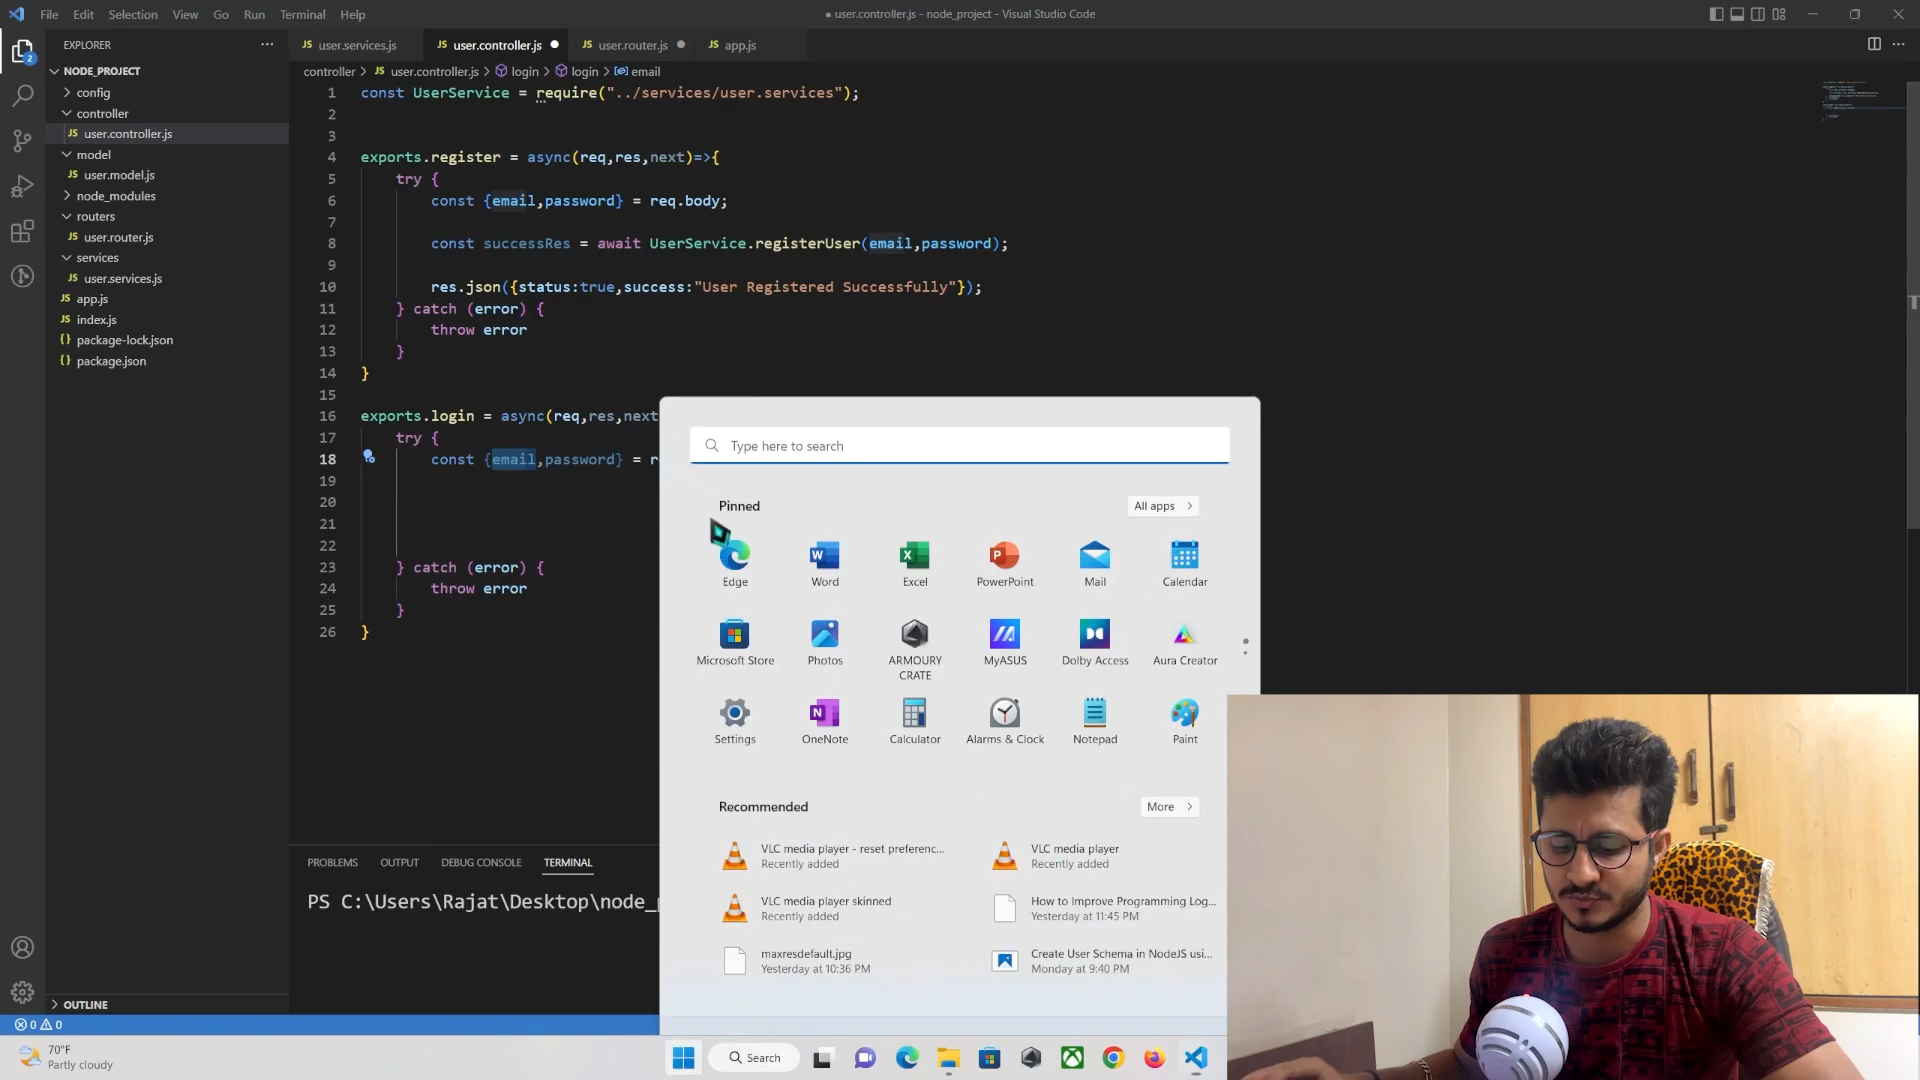 File Edit Selection View Go Run Terminal Help
● user.controller.js - node_project - Visual Studio Code
EXPLORER
NODE_PROJECT
config
controller
JS user.controller.js
model
JS user.model.js
node_modules
routers
JS user.router.js
services
JS user.services.js
JS app.js
JS index.js
{} package-lock.json
{} package.json
OUTLINE
2
JS user.services.js JS user.controller.js ● JS user.router.js ● JS app.js
controller > JS user.controller.js > login > login > email
1 const UserService = require("../services/user.services");
2
3
4 exports.register = async(req,res,next)=>{
5 try {
6 const {email,password} = req.body;
7
8 const successRes = await UserService.registerUser(email,password);
9
10 res.json({status:true,success:"User Registered Successfully"});
11 } catch (error) {
12 throw error
13 }
14 }
15
16 exports.login = async(req,res,next
17 try {
18 const {email,password} = r
19
20
21
22
23 } catch (error) {
24 throw error
25 }
26 }
PROBLEMS OUTPUT DEBUG CONSOLE TERMINAL
PS C:\Users\Rajat\Desktop\node_
Type here to search
Pinned
All apps >
Edge Word Excel PowerPoint Mail Calendar
Microsoft Store Photos ARMOURY CRATE MyASUS Dolby Access Aura Creator
Settings OneNote Calculator Alarms & Clock Notepad Paint
Recommended
More >
VLC media player - reset preferenc...
Recently added
VLC media player
Recently added
VLC media player skinned
Recently added
How to Improve Programming Log...
Yesterday at 11:45 PM
maxresdefault.jpg
Yesterday at 10:36 PM
Create User Schema in NodeJS usi...
Monday at 9:40 PM
0 0
70°F
Partly cloudy
Search